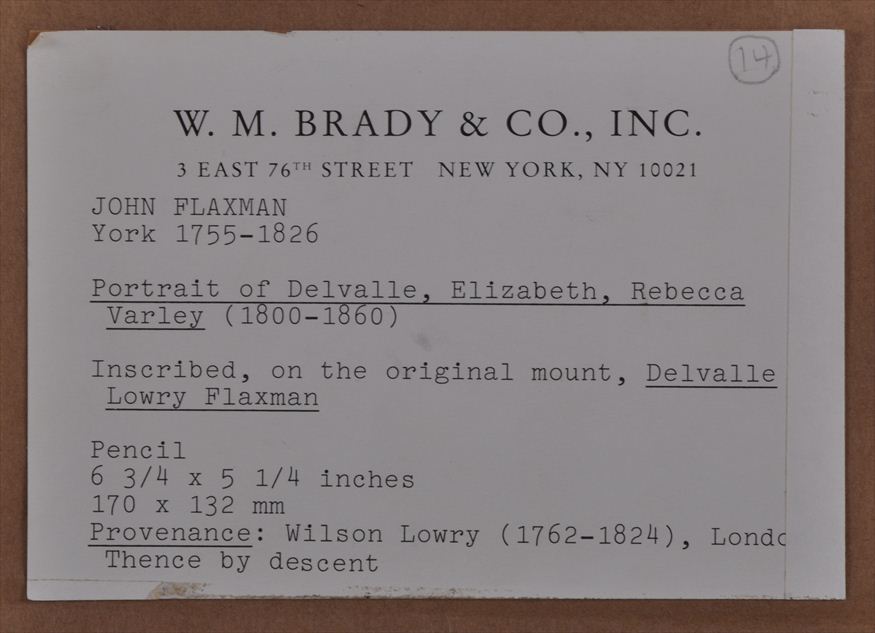 14
W. M. BRADY & CO., INC.
3 EAST 76TH STREET NEW YORK, NY 10021
JOHN FLAXMAN
York 1755-1826
Portrait of Delvalle, Elizabeth, Rebecca
Varley (1800-1860)
Inscribed, on the original mount, Delvalle
Lowry Flaxman
Pencil
6 3/4 x 5 1/4 inches
170 x 132 mm
Provenance: Wilson Lowry (1762-1824), Londo
Thence by descent